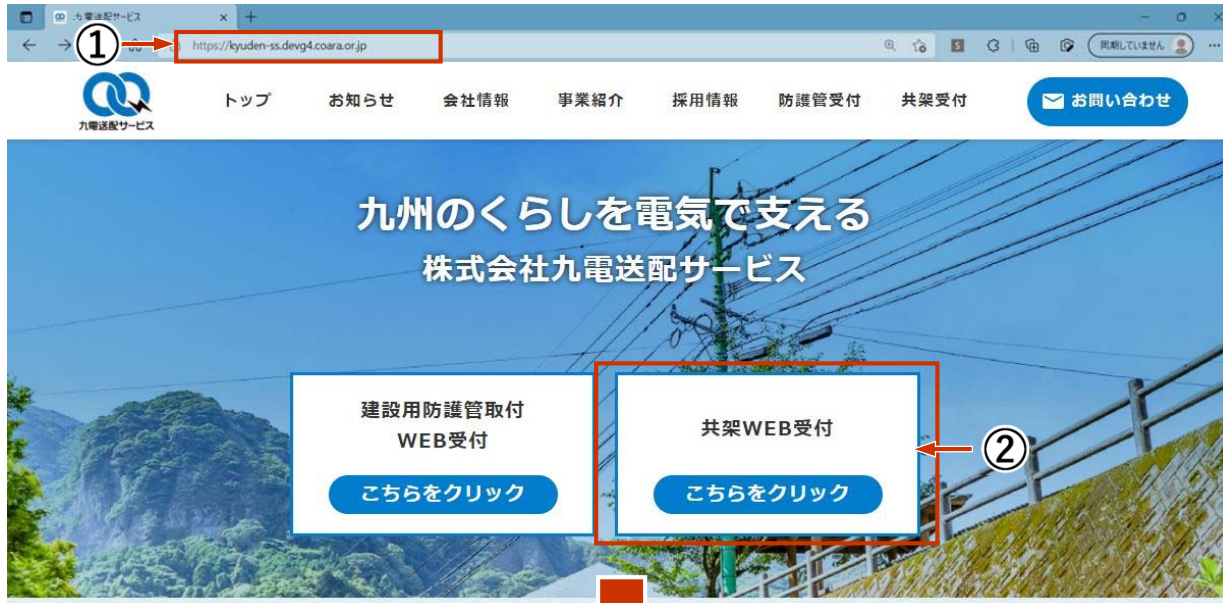 九電送配サービス
①
https://kyuden-ss.devg4.coara.or.jp
同期していません
九電送配サービス
トップ
お知らせ
会社情報
事業紹介
採用情報
防護管受付
共架受付
お問い合わせ
九州のくらしを電気で支える
株式会社九電送配サービス
建設用防護管取付
WEB受付
こちらをクリック
共架WEB受付
こちらをクリック
②